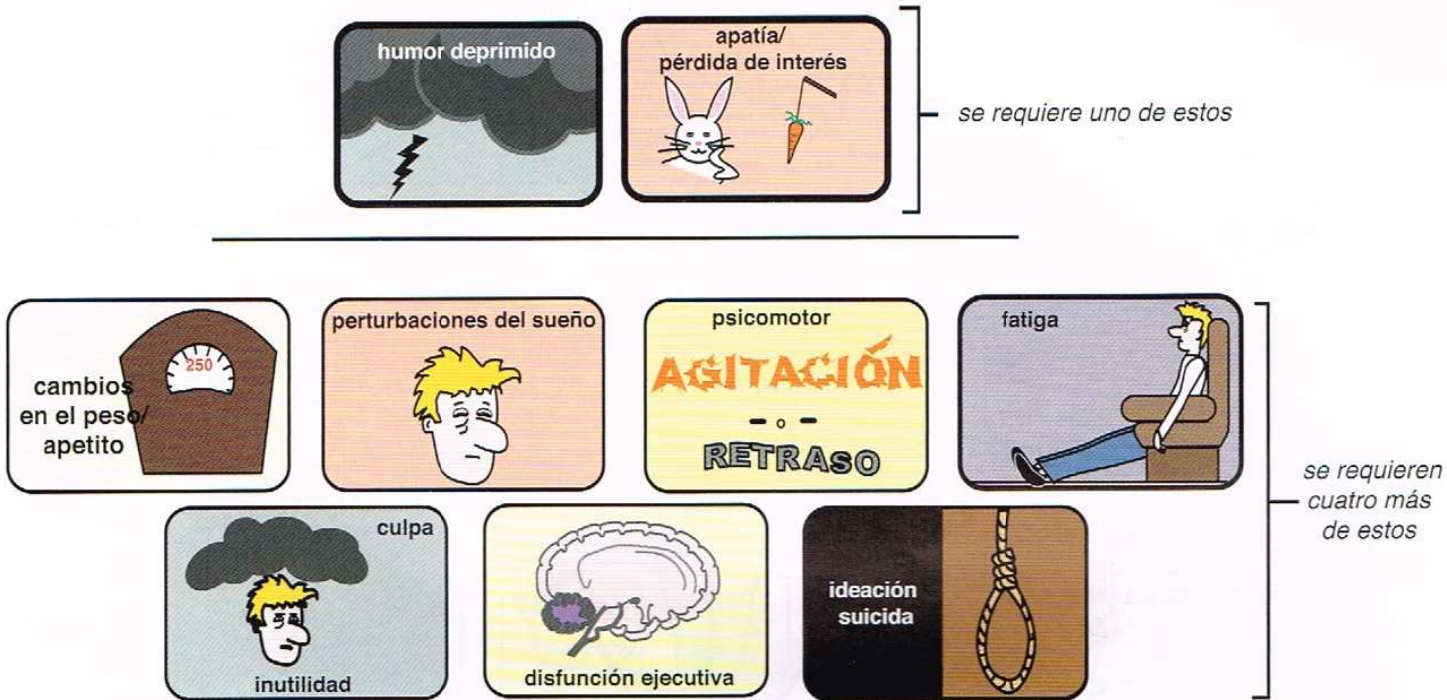 humor deprimido
apatía/
pérdida de interés
se requiere uno de estos
cambios
en el peso/
apetito
250
perturbaciones del sueño
psicomotor
AGITACIÓN
- o -
RETRASO
fatiga
culpa
inutilidad
disfunción ejecutiva
ideación
suicida
se requieren
cuatro más
de estos